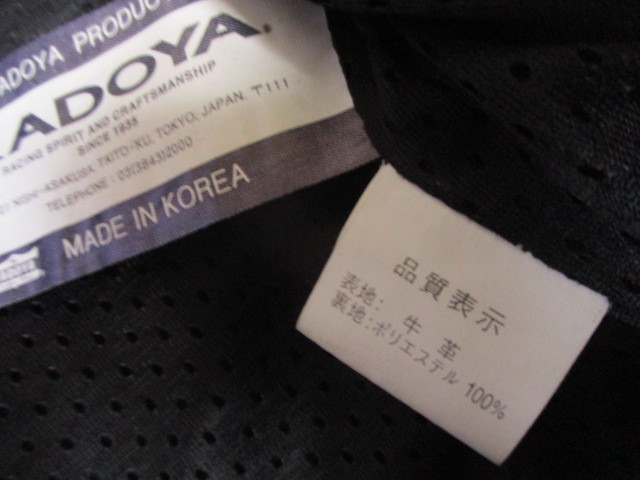 ADOYA PRODUC
ADOYA.
RACING SPIRIT AND CRAFTSMANSHIP
SINCE 1935
NISHI-ASAKUSA TAITO-KU, TOKYO, JAPAN. 〒111
TELEPHONE : 03(3843)2000
MADE IN KOREA
品質表示
表地: 牛革
裏地:ポリエステル 100%